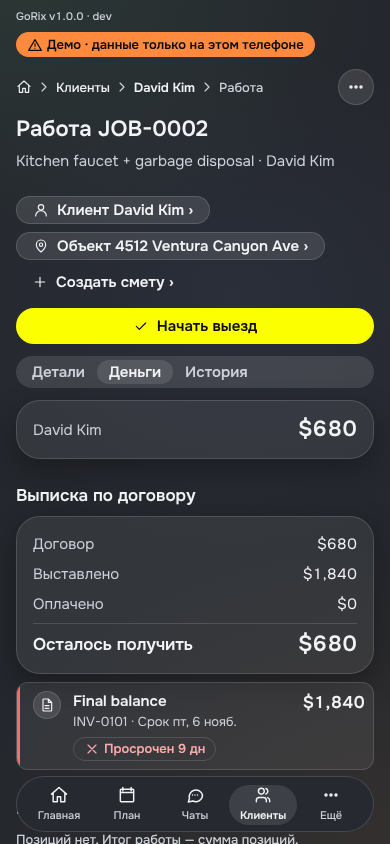 GoRix v1.0.0 · dev
Демо · данные только на этом телефоне
Клиенты > David Kim > Работа
Работа JOB-0002
Kitchen faucet + garbage disposal · David Kim
Клиент David Kim ›
Объект 4512 Ventura Canyon Ave ›
+ Создать смету ›
Начать выезд
Детали Деньги История
David Kim $680
Выписка по договору
Договор $680
Выставлено $1,840
Оплачено $0
Осталось получить $680
Final balance $1,840
INV-0101 · Срок пт, 6 нояб.
Просрочен 9 дн
Главная План Чаты Клиенты Ещё
Позиций нет. Итог работы — сумма позиций.